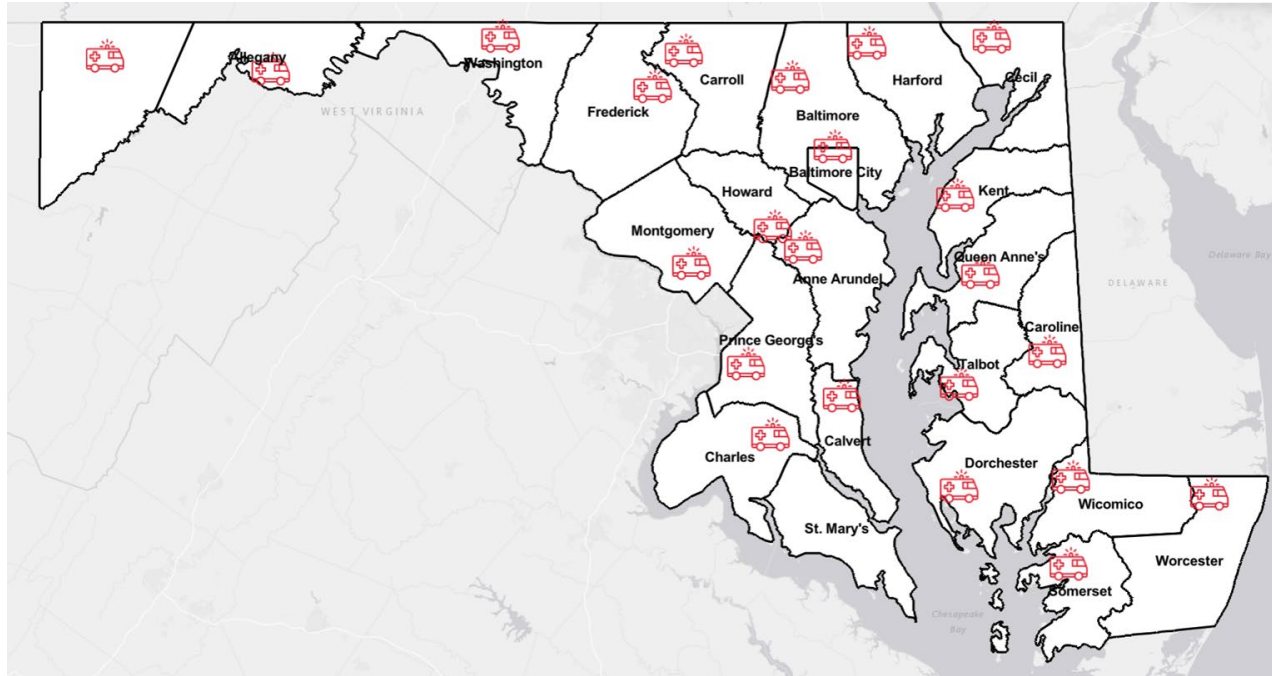 Allegany
Washington
Frederick
Carroll
Baltimore
Harford
Cecil
WEST VIRGINIA
Baltimore City
Howard
Kent
Montgomery
Anne Arundel
Queen Anne's
Delaware Bay
DELAWARE
Prince George's
Caroline
Talbot
Charles
Calvert
Dorchester
St. Mary's
Wicomico
Worcester
Somerset
Chesapeake
Bay